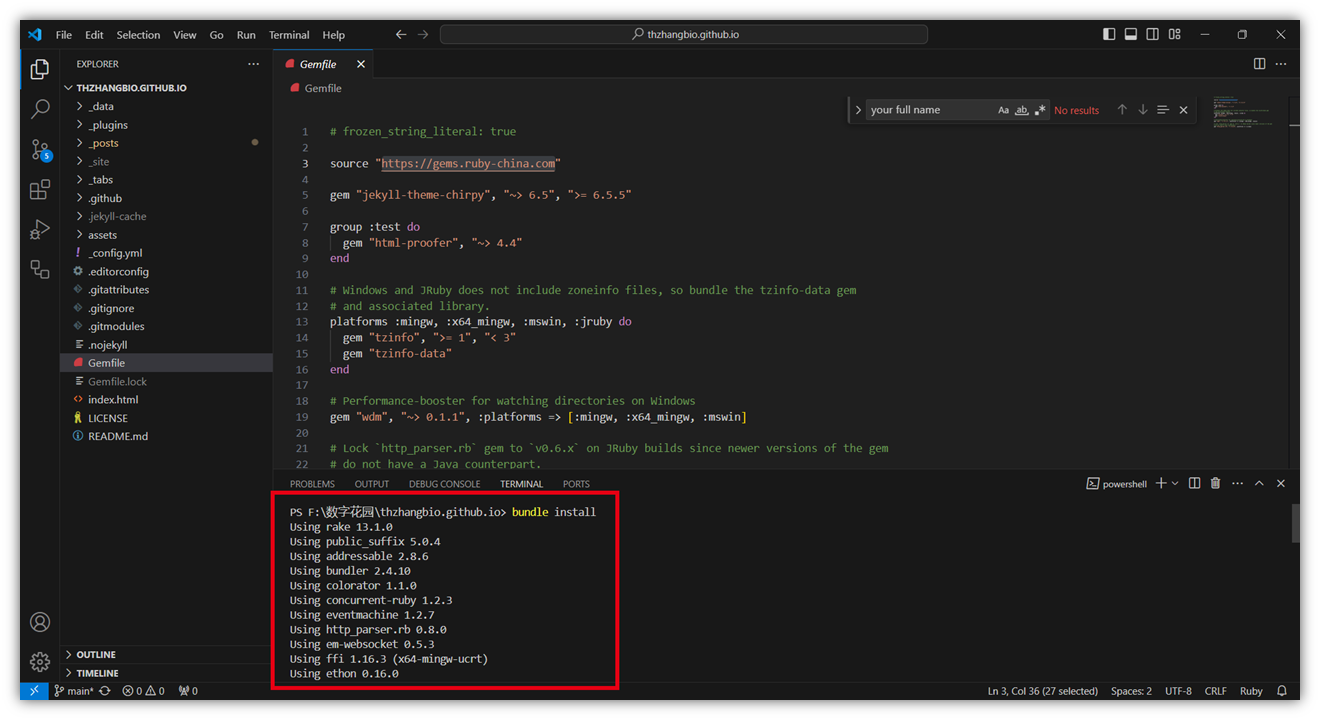 File Edit Selection View Go Run Terminal Help
thzhangbio.github.io
EXPLORER
THZHANGBIO.GITHUB.IO
_data
_plugins
_posts
_site
_tabs
.github
.jekyll-cache
assets
_config.yml
.editorconfig
.gitattributes
.gitignore
.gitmodules
.nojekyll
Gemfile
Gemfile.lock
index.html
LICENSE
README.md
OUTLINE
TIMELINE
5
Gemfile
Gemfile
your full name Aa ab .* No results
1 # frozen_string_literal: true
2
3 source "https://gems.ruby-china.com"
4
5 gem "jekyll-theme-chirpy", "~> 6.5", ">= 6.5.5"
6
7 group :test do
8 gem "html-proofer", "~> 4.4"
9 end
10
11 # Windows and JRuby does not include zoneinfo files, so bundle the tzinfo-data gem
12 # and associated library.
13 platforms :mingw, :x64_mingw, :mswin, :jruby do
14 gem "tzinfo", ">= 1", "< 3"
15 gem "tzinfo-data"
16 end
17
18 # Performance-booster for watching directories on Windows
19 gem "wdm", "~> 0.1.1", :platforms => [:mingw, :x64_mingw, :mswin]
20
21 # Lock `http_parser.rb` gem to `v0.6.x` on JRuby builds since newer versions of the gem
22 # do not have a Java counterpart.
PROBLEMS OUTPUT DEBUG CONSOLE TERMINAL PORTS
powershell
PS F:\数字花园\thzhangbio.github.io> bundle install
Using rake 13.1.0
Using public_suffix 5.0.4
Using addressable 2.8.6
Using bundler 2.4.10
Using colorator 1.1.0
Using concurrent-ruby 1.2.3
Using eventmachine 1.2.7
Using http_parser.rb 0.8.0
Using em-websocket 0.5.3
Using ffi 1.16.3 (x64-mingw-ucrt)
Using ethon 0.16.0
main* 0 0 0
Ln 3, Col 36 (27 selected) Spaces: 2 UTF-8 CRLF Ruby